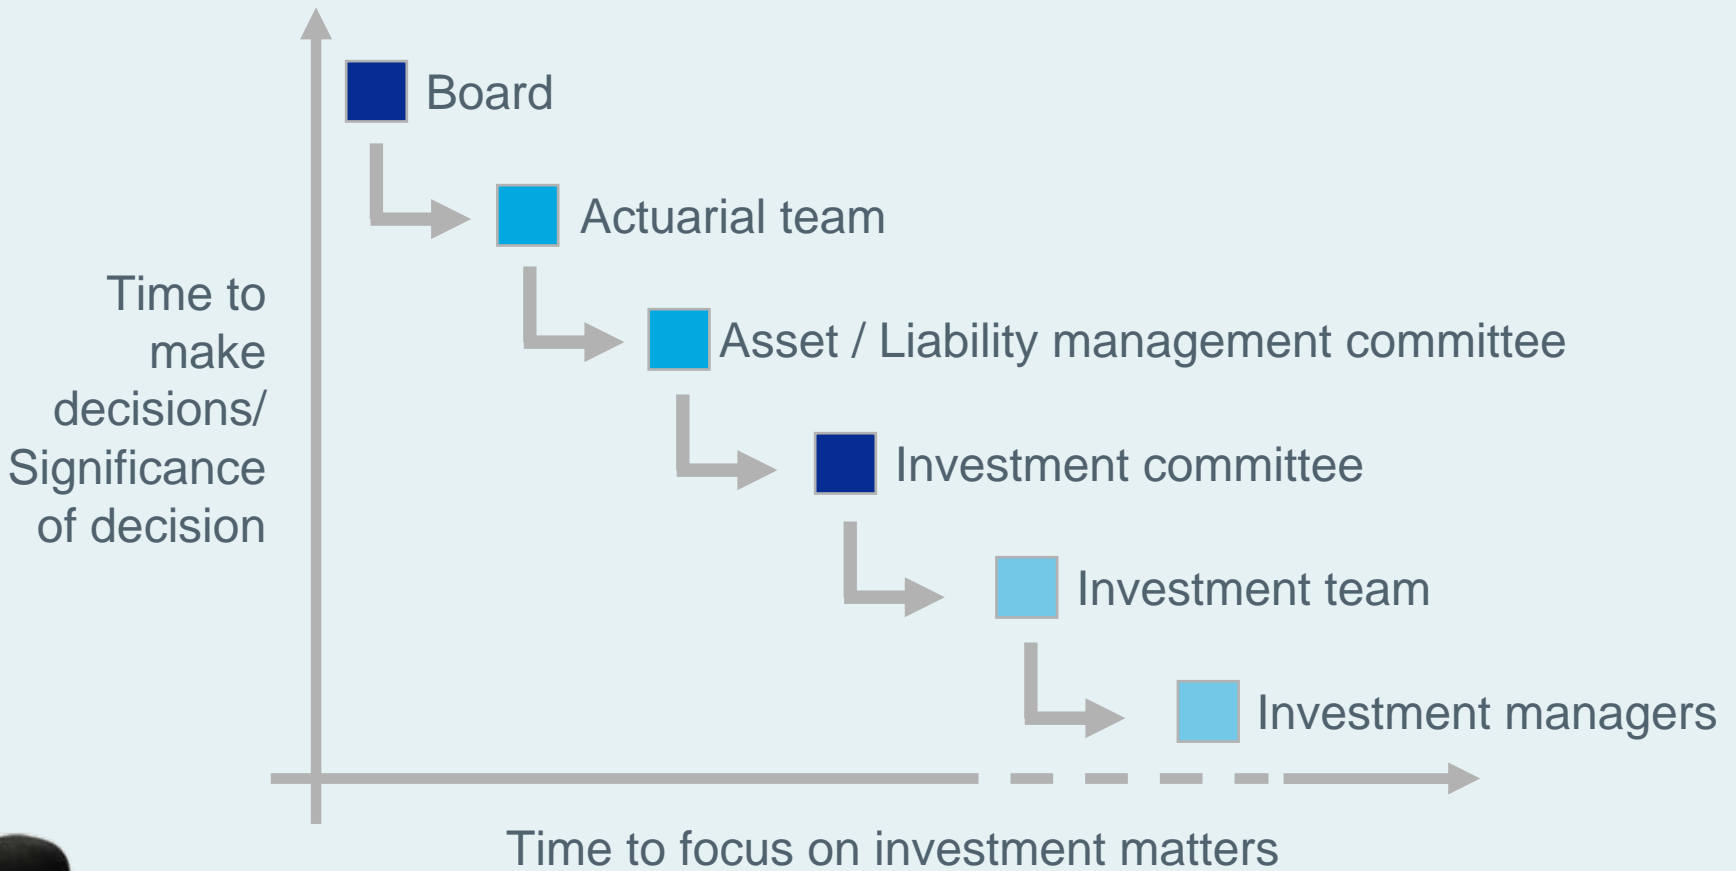 Board
Actuarial team
Asset / Liability management committee
Investment committee
Investment team
Investment managers
Time to
make
decisions/
Significance
of decision
Time to focus on investment matters